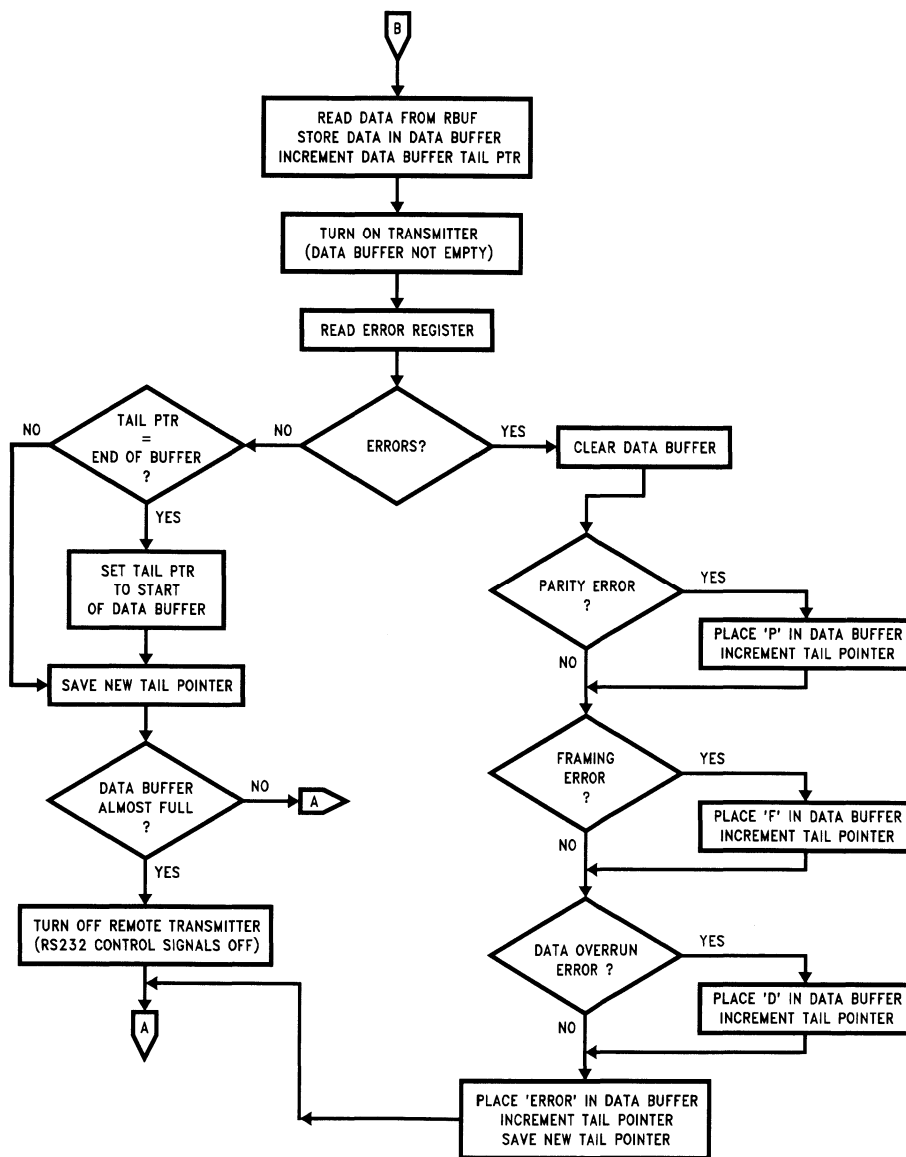 B
READ DATA FROM RBUF
STORE DATA IN DATA BUFFER
INCREMENT DATA BUFFER TAIL PTR
TURN ON TRANSMITTER
(DATA BUFFER NOT EMPTY)
READ ERROR REGISTER
ERRORS?
NO
YES
TAIL PTR
=
END OF BUFFER
?
NO
YES
SET TAIL PTR
TO START
OF DATA BUFFER
SAVE NEW TAIL POINTER
DATA BUFFER
ALMOST FULL
?
NO
A
YES
TURN OFF REMOTE TRANSMITTER
(RS232 CONTROL SIGNALS OFF)
A
CLEAR DATA BUFFER
PARITY ERROR
?
YES
PLACE 'P' IN DATA BUFFER
INCREMENT TAIL POINTER
NO
FRAMING
ERROR
?
YES
PLACE 'F' IN DATA BUFFER
INCREMENT TAIL POINTER
NO
DATA OVERRUN
ERROR ?
YES
PLACE 'D' IN DATA BUFFER
INCREMENT TAIL POINTER
NO
PLACE 'ERROR' IN DATA BUFFER
INCREMENT TAIL POINTER
SAVE NEW TAIL POINTER